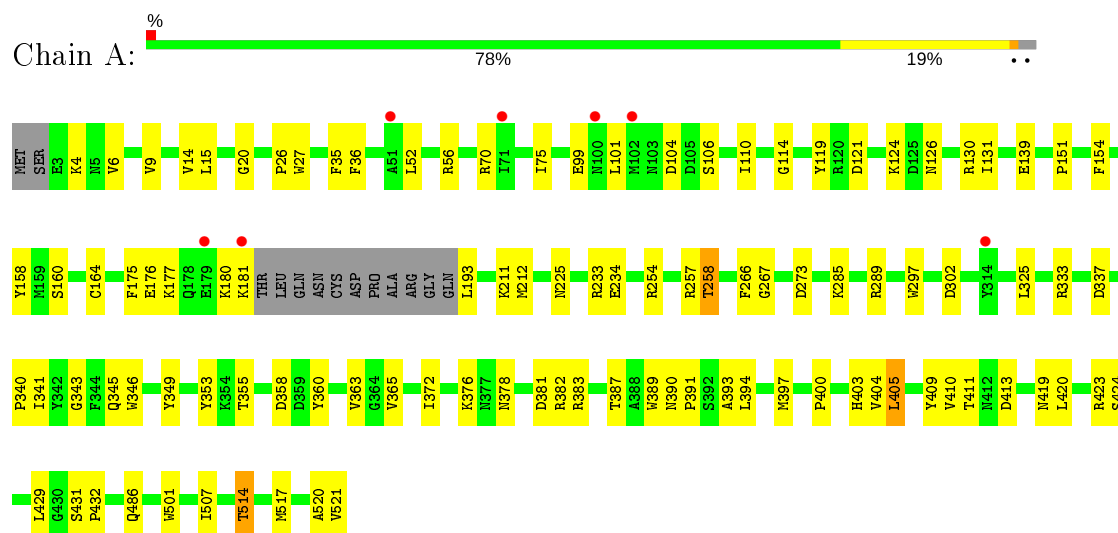 %
Chain A:
78% 19% • •
MET SER E3 K4 N5 V6 V9 V14 L15 G20 P26 W27 F35 F36 A51 L52 R56 R70 I71 I75 E99 N100 L101 M102 N103 D104 D105 S106 I110 G114 Y119 R120 D121 K124 D125 N126 R130 I131 E139 P151 F154
Y158 M159 S160 C164 F175 E176 K177 Q178 E179 K180 K181 THR LEU GLN ASN CYS ASP PRO ALA ARG GLY GLN L193 K211 M212 N225 R233 E234 R254 R257 T258 F266 G267 D273 K285 R289 W297 D302 Y314 L325 R333 D337
P340 I341 Y342 G343 F344 Q345 W346 Y349 Y353 K354 T355 D358 D359 Y360 V363 G364 V365 I372 K376 N377 N378 D381 R382 R383 T387 A388 W389 N390 P391 S392 A393 L394 M397 P400 H403 V404 L405 Y409 V410 T411 N412 D413 N419 L420 R423 S424
L429 G430 S431 P432 Q486 W501 I507 T514 M517 A520 V521